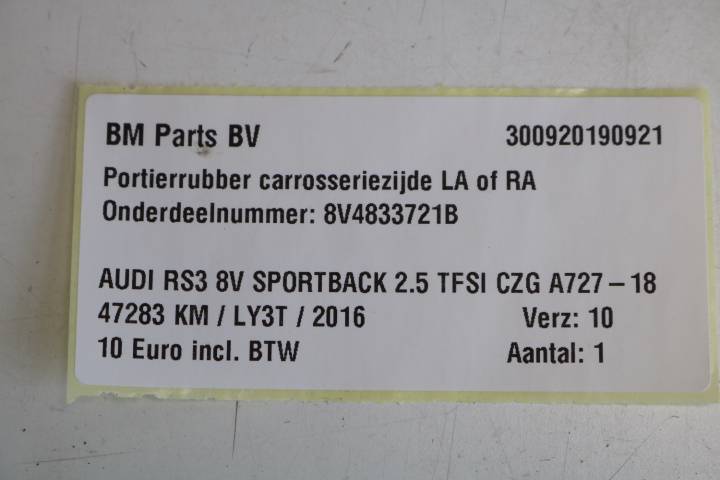 BM Parts BV 300920190921
Portierrubber carrosseriezijde LA of RA
Onderdeelnummer: 8V4833721B
AUDI RS3 8V SPORTBACK 2.5 TFSI CZG A727 – 18
47283 KM / LY3T / 2016 Verz: 10
10 Euro incl. BTW Aantal: 1